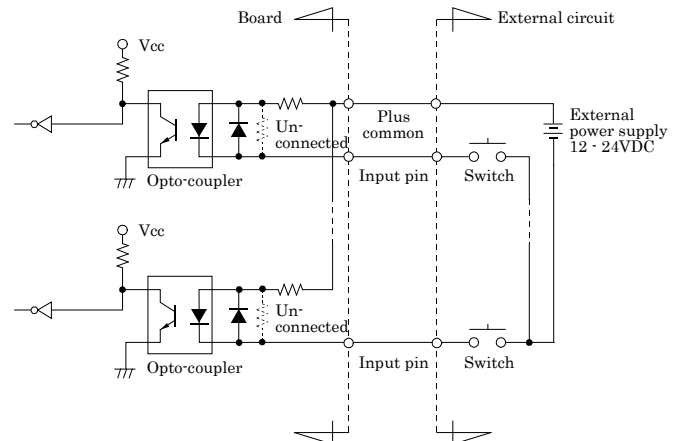 Board
External circuit
Vcc
Un-
connected
Plus
common
External
power supply
12 - 24VDC
Opto-coupler
Input pin
Switch
Vcc
Un-
connected
Opto-coupler
Input pin
Switch